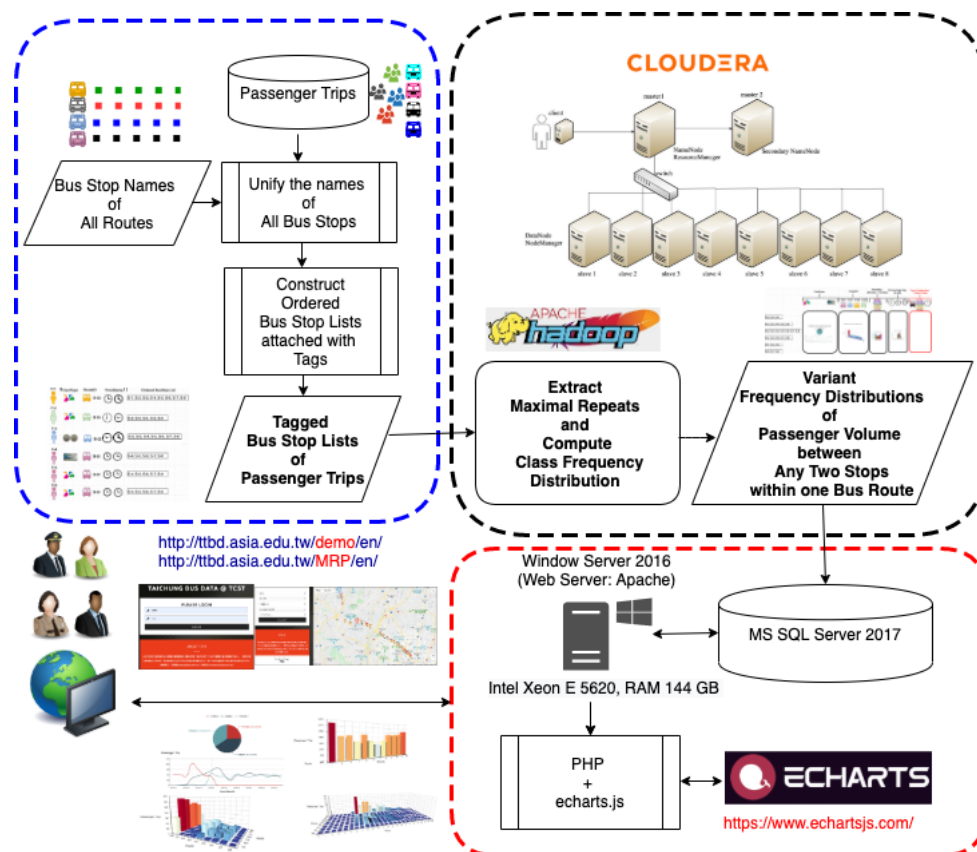 Passenger Trips
Bus Stop Names
of
All Routes
Unify the names
of
All Bus Stops
Construct
Ordered
Bus Stop Lists
attached with
Tags
Tagged
Bus Stop Lists
of
Passenger Trips
CLOUDERA
client
master1
master 2
NameNode
ResourceManager
Secondary NameNode
switch
DataNode
NodeManager
slave 1
slave 2
slave 3
slave 4
slave 5
slave 6
slave 7
slave 8
APACHE
hadoop
Extract
Maximal Repeats
and
Compute
Class Frequency
Distribution
Variant
Frequency Distributions
of
Passenger Volume
between
Any Two Stops
within one Bus Route
http://ttbd.asia.edu.tw/demo/en/
http://ttbd.asia.edu.tw/MRP/en/
TAICHUNG BUS DATA @ TCST
Window Server 2016
(Web Server: Apache)
MS SQL Server 2017
Intel Xeon E 5620, RAM 144 GB
PHP
+
echarts.js
ECHARTS
https://www.echartsjs.com/